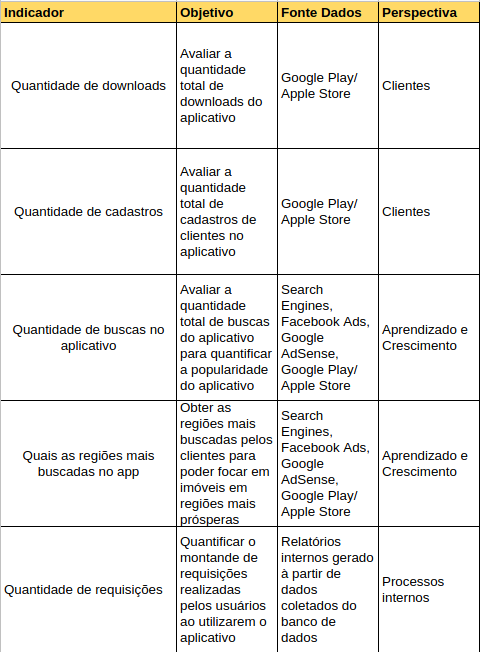 Indicador
Objetivo
Fonte Dados
Perspectiva
Quantidade de downloads
Avaliar a
quantidade
total de
downloads do
aplicativo
Google Play/
Apple Store
Clientes
Quantidade de cadastros
Avaliar a
quantidade
total de
cadastros de
clientes no
aplicativo
Google Play/
Apple Store
Clientes
Quantidade de buscas no
aplicativo
Avaliar a
quantidade
total de buscas
do aplicativo
para quantificar
a popularidade
do aplicativo
Search
Engines,
Facebook Ads,
Google
AdSense,
Google Play/
Apple Store
Aprendizado e
Crescimento
Quais as regiões mais
buscadas no app
Obter as
regiões mais
buscadas pelos
clientes para
poder focar em
imóveis em
regiões mais
prósperas
Search
Engines,
Facebook Ads,
Google
AdSense,
Google Play/
Apple Store
Aprendizado e
Crescimento
Quantidade de requisições
Quantificar o
montande de
requisições
realizadas
pelos usuários
ao utilizarem o
aplicativo
Relatórios
internos gerado
à partir de
dados
coletados do
banco de
dados
Processos
internos